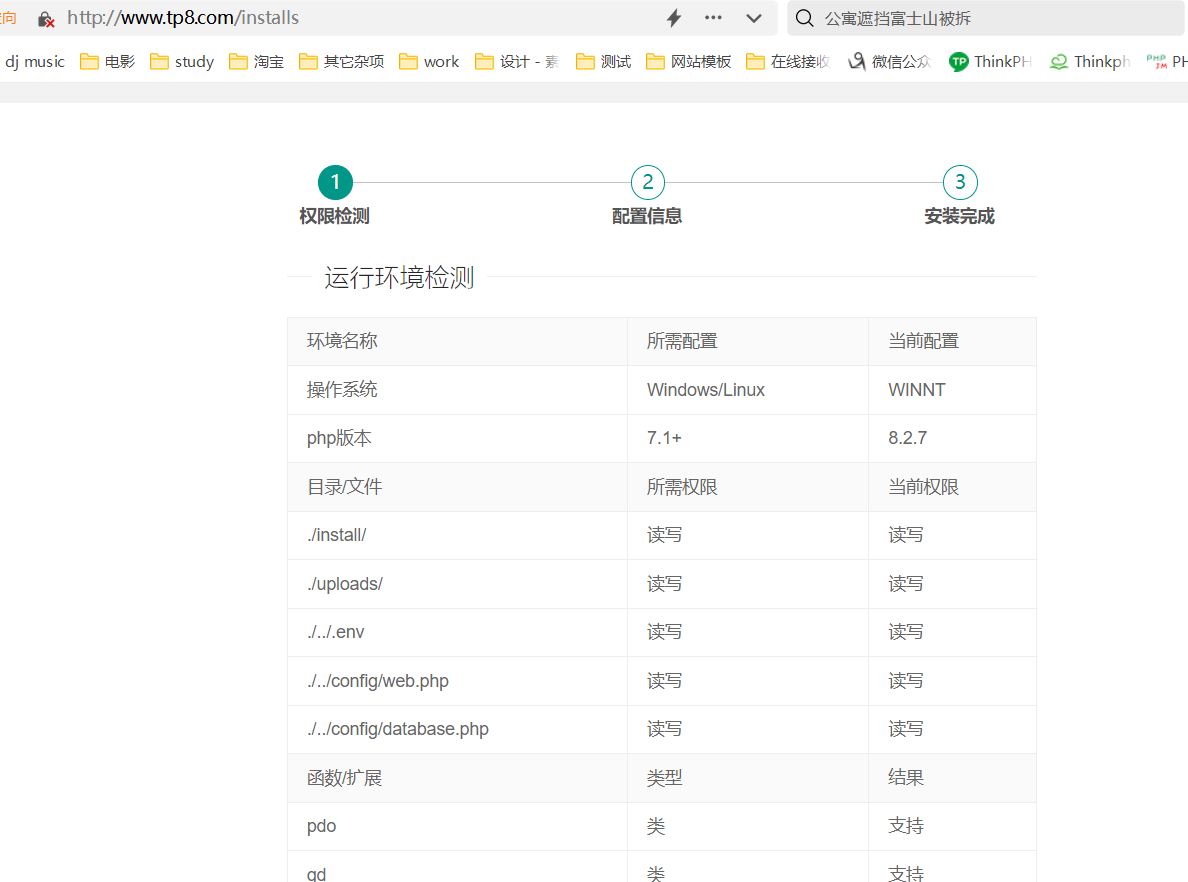 向 http://www.tp8.com/installs 公寓遮挡富士山被拆
dj music 电影 study 淘宝 其它杂项 work 设计 - 素 测试 网站模板 在线接收 微信公众 TP ThinkPH Thinkph PHP JM PH
1 2 3
权限检测 配置信息 安装完成
运行环境检测
环境名称 所需配置 当前配置
操作系统 Windows/Linux WINNT
php版本 7.1+ 8.2.7
目录/文件 所需权限 当前权限
./install/ 读写 读写
./uploads/ 读写 读写
./../.env 读写 读写
./../config/web.php 读写 读写
./../config/database.php 读写 读写
函数/扩展 类型 结果
pdo 类 支持
gd 类 支持